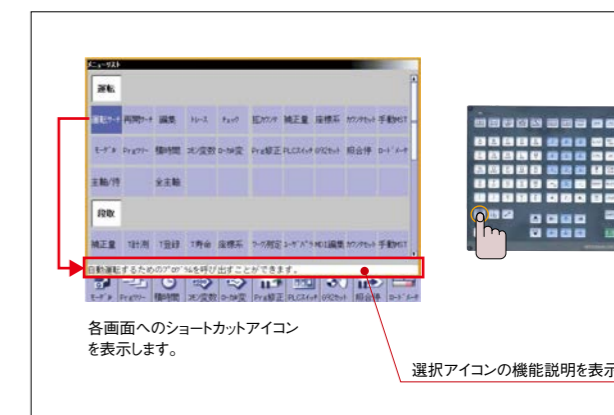 メニューリスト
運転
運転サーチ 再開サーチ 編集 トレース チェック 拡カウンタ 補正量 座標系 カウンタセット 手動MST
モーダル Prgツリー 積時間 コモン変数 ローカル変 Prg修正 PLCスイッチ G92セット 照合停 ロードメータ
主軸/待 全主軸
段取
補正量 T計測 T登録 T寿命 座標系 ワーク測定 ユーザパラ MDI編集 カウンタセット 手動MST
自動運転するためのプログラムを呼び出すことができます。
モーダル Prgツリー 積時間 コモン変数 ローカル変 Prg修正 PLCスイッチ G92セット 照合停 ロードメータ
各画面へのショートカットアイコン
を表示します。
選択アイコンの機能説明を表示